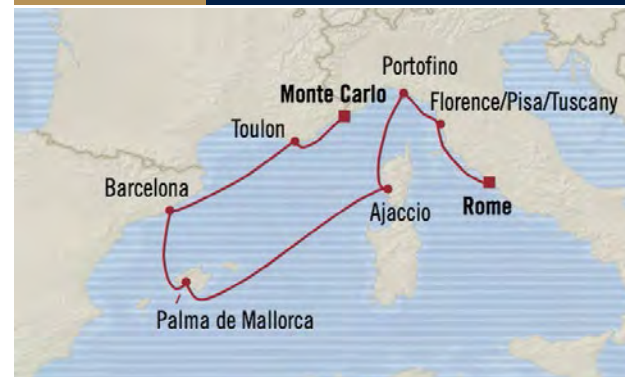 Portofino
Monte Carlo
Florence/Pisa/Tuscany
Toulon
Barcelona
Ajaccio
Rome
Palma de Mallorca